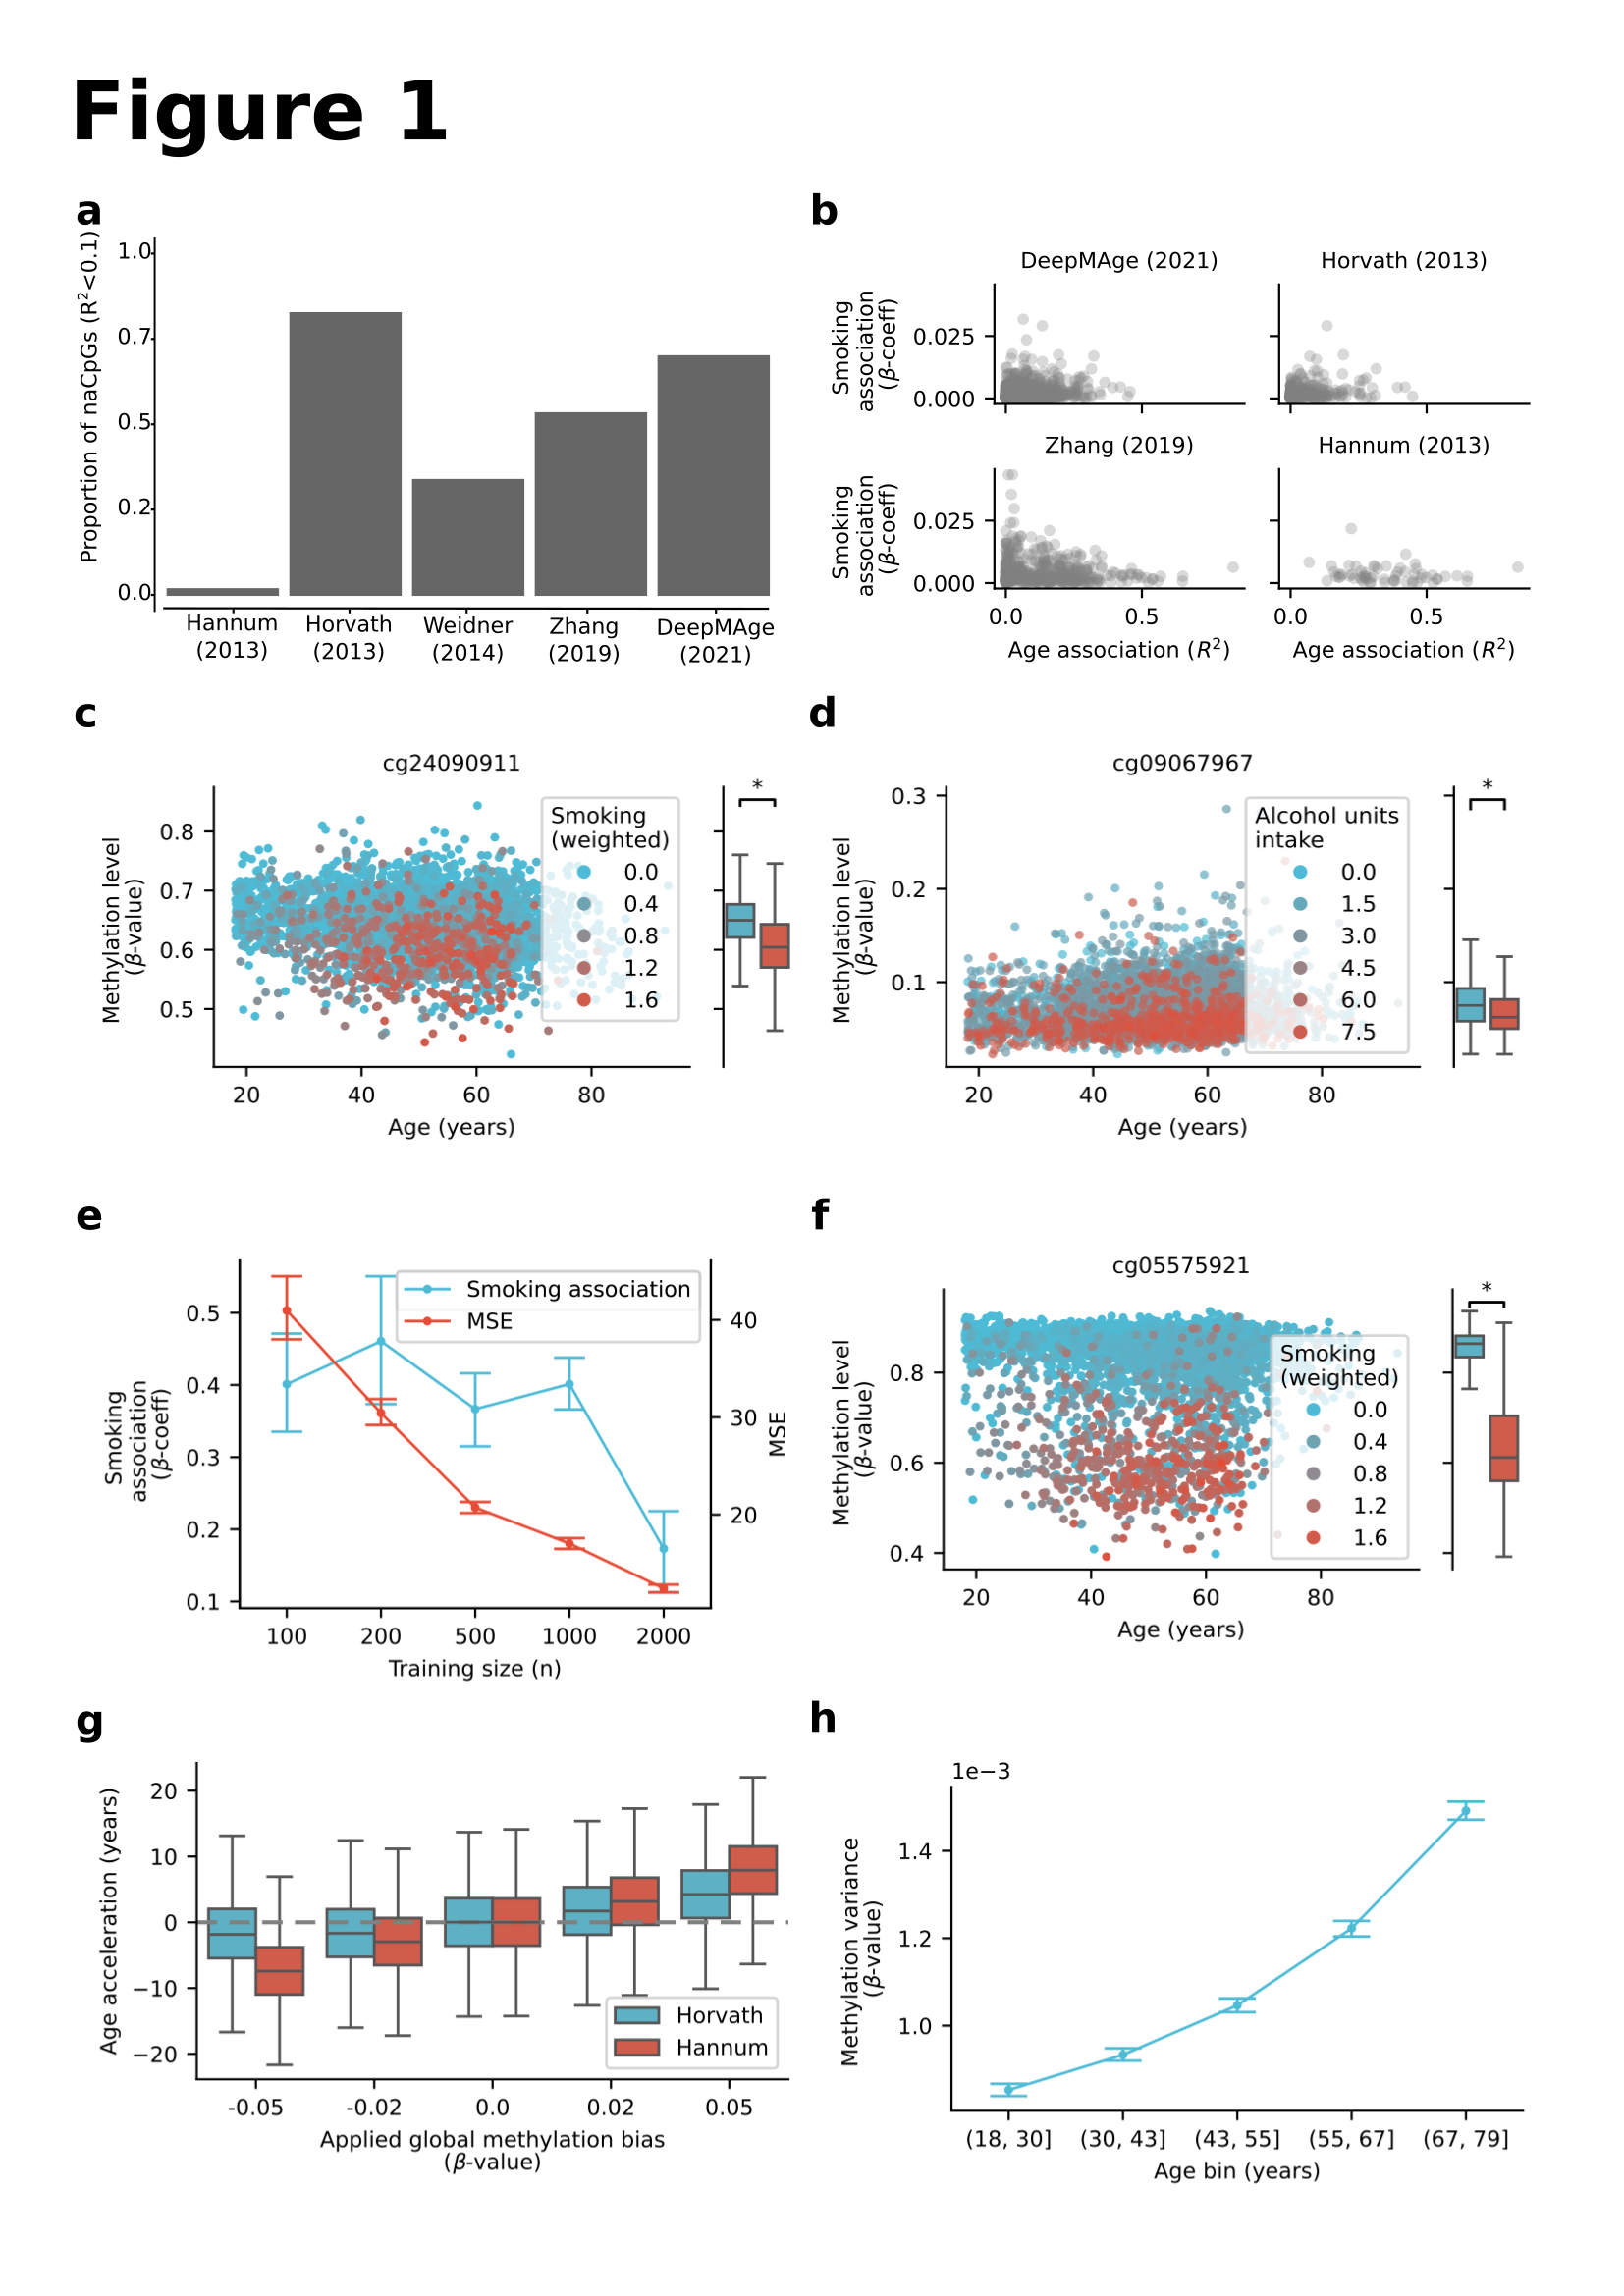 Figure 1
a
Proportion of naCpGs (R²<0.1)
1.0
0.7
0.5
0.2
0.0
Hannum
(2013)
Horvath
(2013)
Weidner
(2014)
Zhang
(2019)
DeepMAge
(2021)
b
DeepMAge (2021)
Horvath (2013)
Smoking
association
(β-coeff)
0.025
0.000
Zhang (2019)
Hannum (2013)
Smoking
association
(β-coeff)
0.025
0.000
0.0
0.5
0.0
0.5
Age association (R²)
Age association (R²)
c
cg24090911
Methylation level
(β-value)
0.8
0.7
0.6
0.5
Smoking
(weighted)
0.0
0.4
0.8
1.2
1.6
*
20
40
60
80
Age (years)
d
cg09067967
Methylation level
(β-value)
0.3
0.2
0.1
Alcohol units
intake
0.0
1.5
3.0
4.5
6.0
7.5
*
20
40
60
80
Age (years)
e
Smoking
association
(β-coeff)
0.5
0.4
0.3
0.2
0.1
Smoking association
MSE
40
30
20
MSE
100
200
500
1000
2000
Training size (n)
f
cg05575921
Methylation level
(β-value)
0.8
0.6
0.4
Smoking
(weighted)
0.0
0.4
0.8
1.2
1.6
*
20
40
60
80
Age (years)
g
Age acceleration (years)
20
10
0
−10
−20
Horvath
Hannum
-0.05
-0.02
0.0
0.02
0.05
Applied global methylation bias
(β-value)
h
1e−3
Methylation variance
(β-value)
1.4
1.2
1.0
(18, 30]
(30, 43]
(43, 55]
(55, 67]
(67, 79]
Age bin (years)